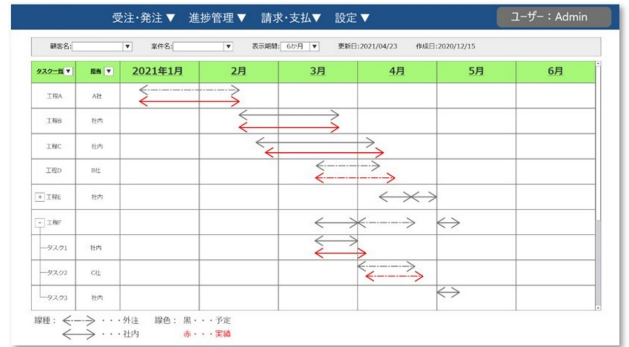 受注･発注 ▼ 進捗管理 ▼ 請求･支払▼ 設定 ▼ ユーザー：Admin
顧客名: ▼ 案件名: ▼ 表示期間: 6か月 ▼ 更新日:2021/04/23 作成日:2020/12/15
タスク一覧 ▼ 担当 ▼ 2021年1月 2月 3月 4月 5月 6月
工程A A社
工程B 社内
工程C 社内
工程D B社
+ 工程E 社内
- 工程F
タスク1 社内
タスク2 C社
タスク3 社内
線種： ・・・外注 線色： 黒・・・予定
・・・社内 赤・・・実績